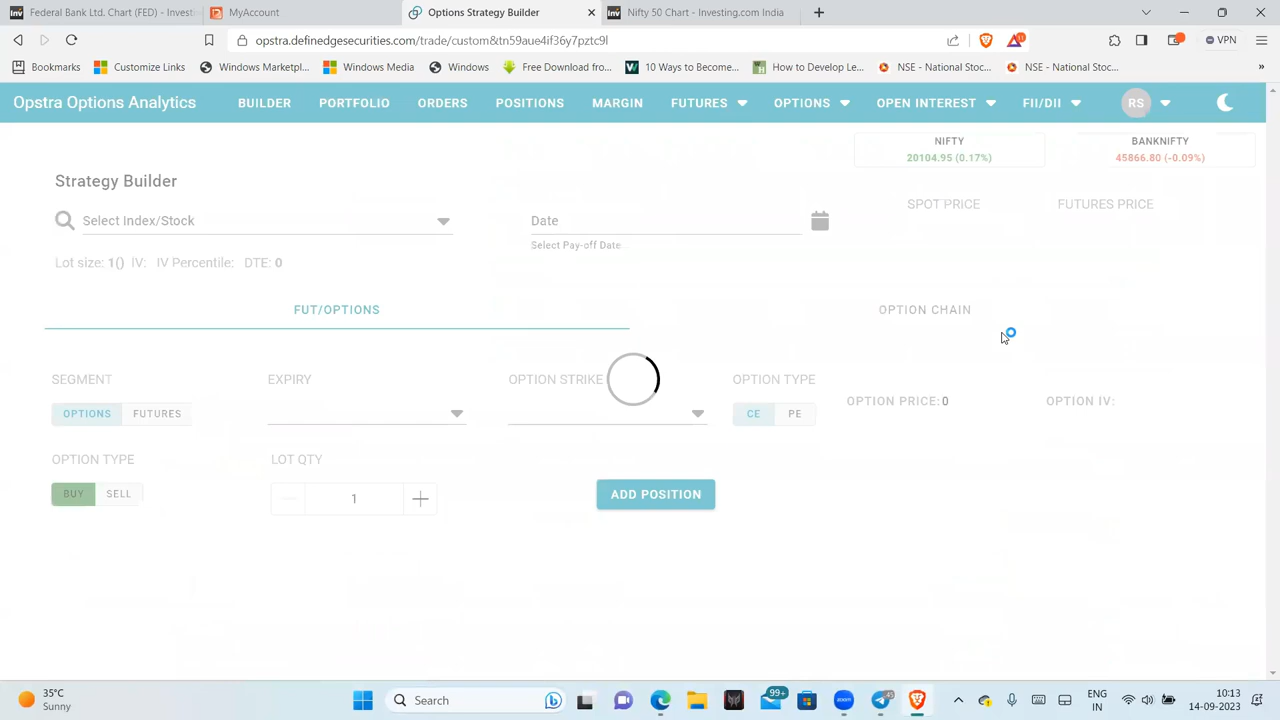 Federal Bank Ltd. Chart (FED) - Invest
MyAccount
Options Strategy Builder
Nifty 50 Chart - Investing.com India
opstra.definedgesecurities.com/trade/custom&tn59aue4if36y7pztc9l
VPN
Bookmarks
Customize Links
Windows Marketpl...
Windows Media
Windows
Free Download fro...
10 Ways to Become...
How to Develop Le...
NSE - National Stoc...
NSE - National Stoc...
»
Opstra Options Analytics
BUILDER
PORTFOLIO
ORDERS
POSITIONS
MARGIN
FUTURES
OPTIONS
OPEN INTEREST
FII/DII
RS
NIFTY
20104.95 (0.17%)
BANKNIFTY
45866.80 (-0.09%)
Strategy Builder
Select Index/Stock
Date
Select Pay-off Date
SPOT PRICE
FUTURES PRICE
Lot size: 1() IV: IV Percentile: DTE: 0
FUT/OPTIONS
OPTION CHAIN
SEGMENT
EXPIRY
OPTION STRIKE
OPTION TYPE
OPTIONS
FUTURES
CE
PE
OPTION PRICE:0
OPTION IV:
OPTION TYPE
LOT QTY
BUY
SELL
1
ADD POSITION
35°C
Sunny
Search
99+
zoom
45
ENG
IN
10:13
14-09-2023